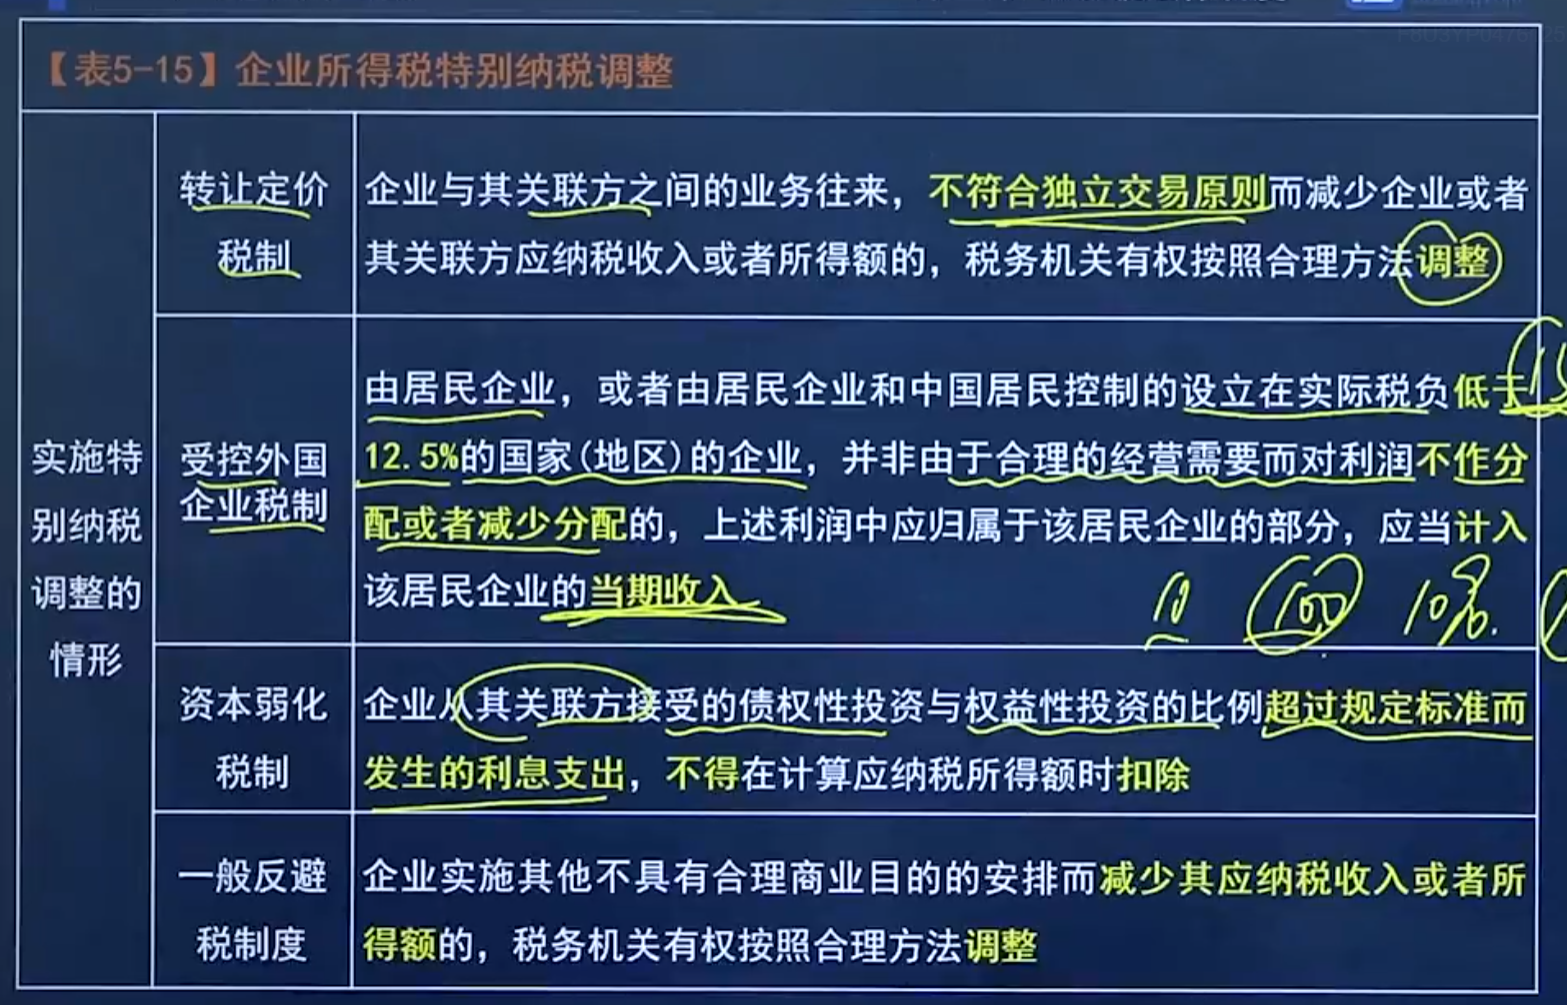 【表5-15】企业所得税特别纳税调整
实施特
别纳税
调整的
情形
转让定价
税制
企业与其关联方之间的业务往来，不符合独立交易原则而减少企业或者
其关联方应纳税收入或者所得额的，税务机关有权按照合理方法调整
受控外国
企业税制
由居民企业，或者由居民企业和中国居民控制的设立在实际税负低于
12.5%的国家(地区)的企业，并非由于合理的经营需要而对利润不作分
配或者减少分配的，上述利润中应归属于该居民企业的部分，应当计入
该居民企业的当期收入
10 100 10%.
资本弱化
税制
企业从其关联方接受的债权性投资与权益性投资的比例超过规定标准而
发生的利息支出，不得在计算应纳税所得额时扣除
一般反避
税制度
企业实施其他不具有合理商业目的的安排而减少其应纳税收入或者所
得额的，税务机关有权按照合理方法调整